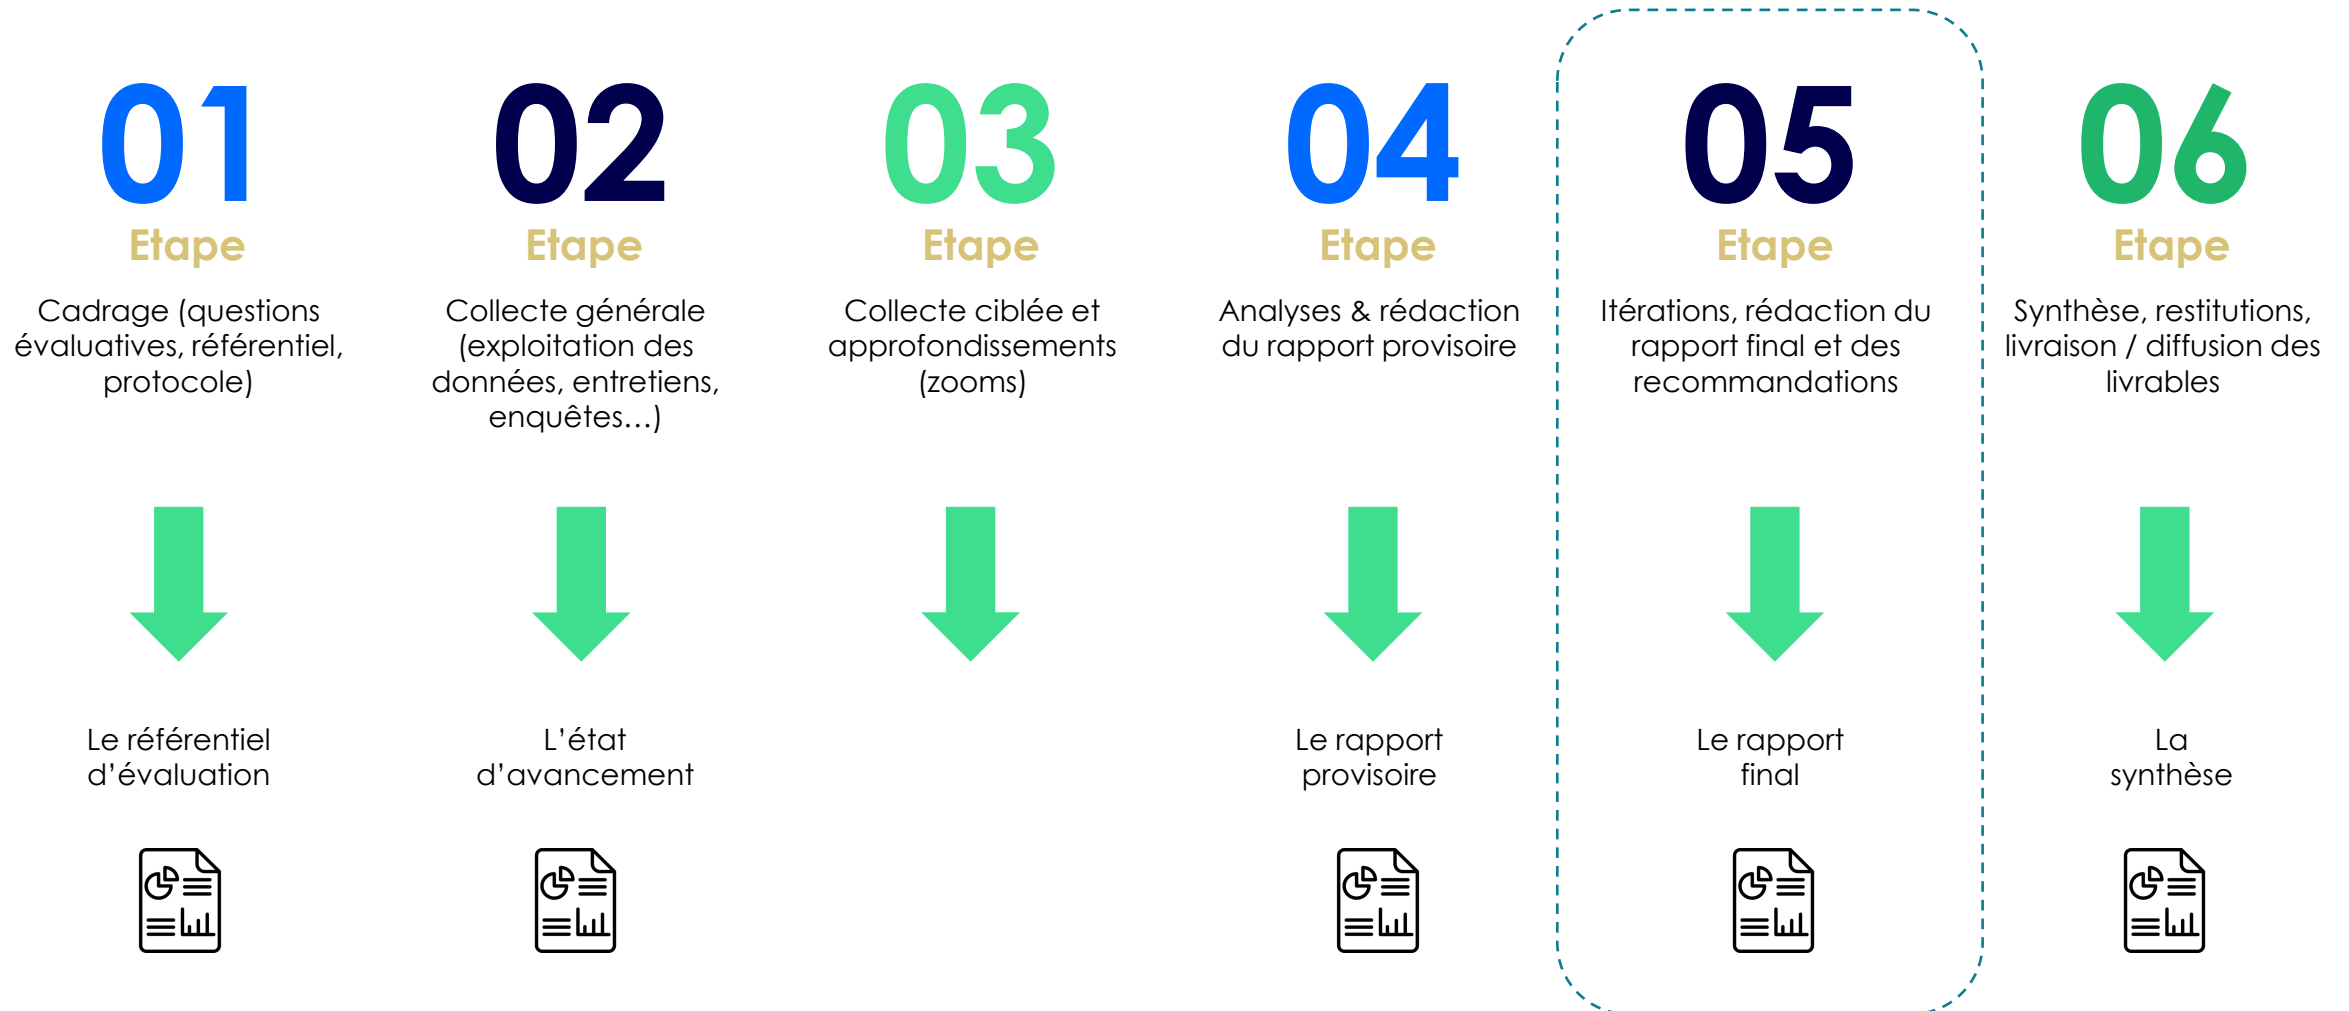 01
Etape
Cadrage (questions
évaluatives, référentiel,
protocole)
Le référentiel
d’évaluation
02
Etape
Collecte générale
(exploitation des
données, entretiens,
enquêtes…)
L’état
d’avancement
03
Etape
Collecte ciblée et
approfondissements
(zooms)
04
Etape
Analyses & rédaction
du rapport provisoire
Le rapport
provisoire
05
Etape
Itérations, rédaction du
rapport final et des
recommandations
Le rapport
final
06
Etape
Synthèse, restitutions,
livraison / diffusion des
livrables
La
synthèse